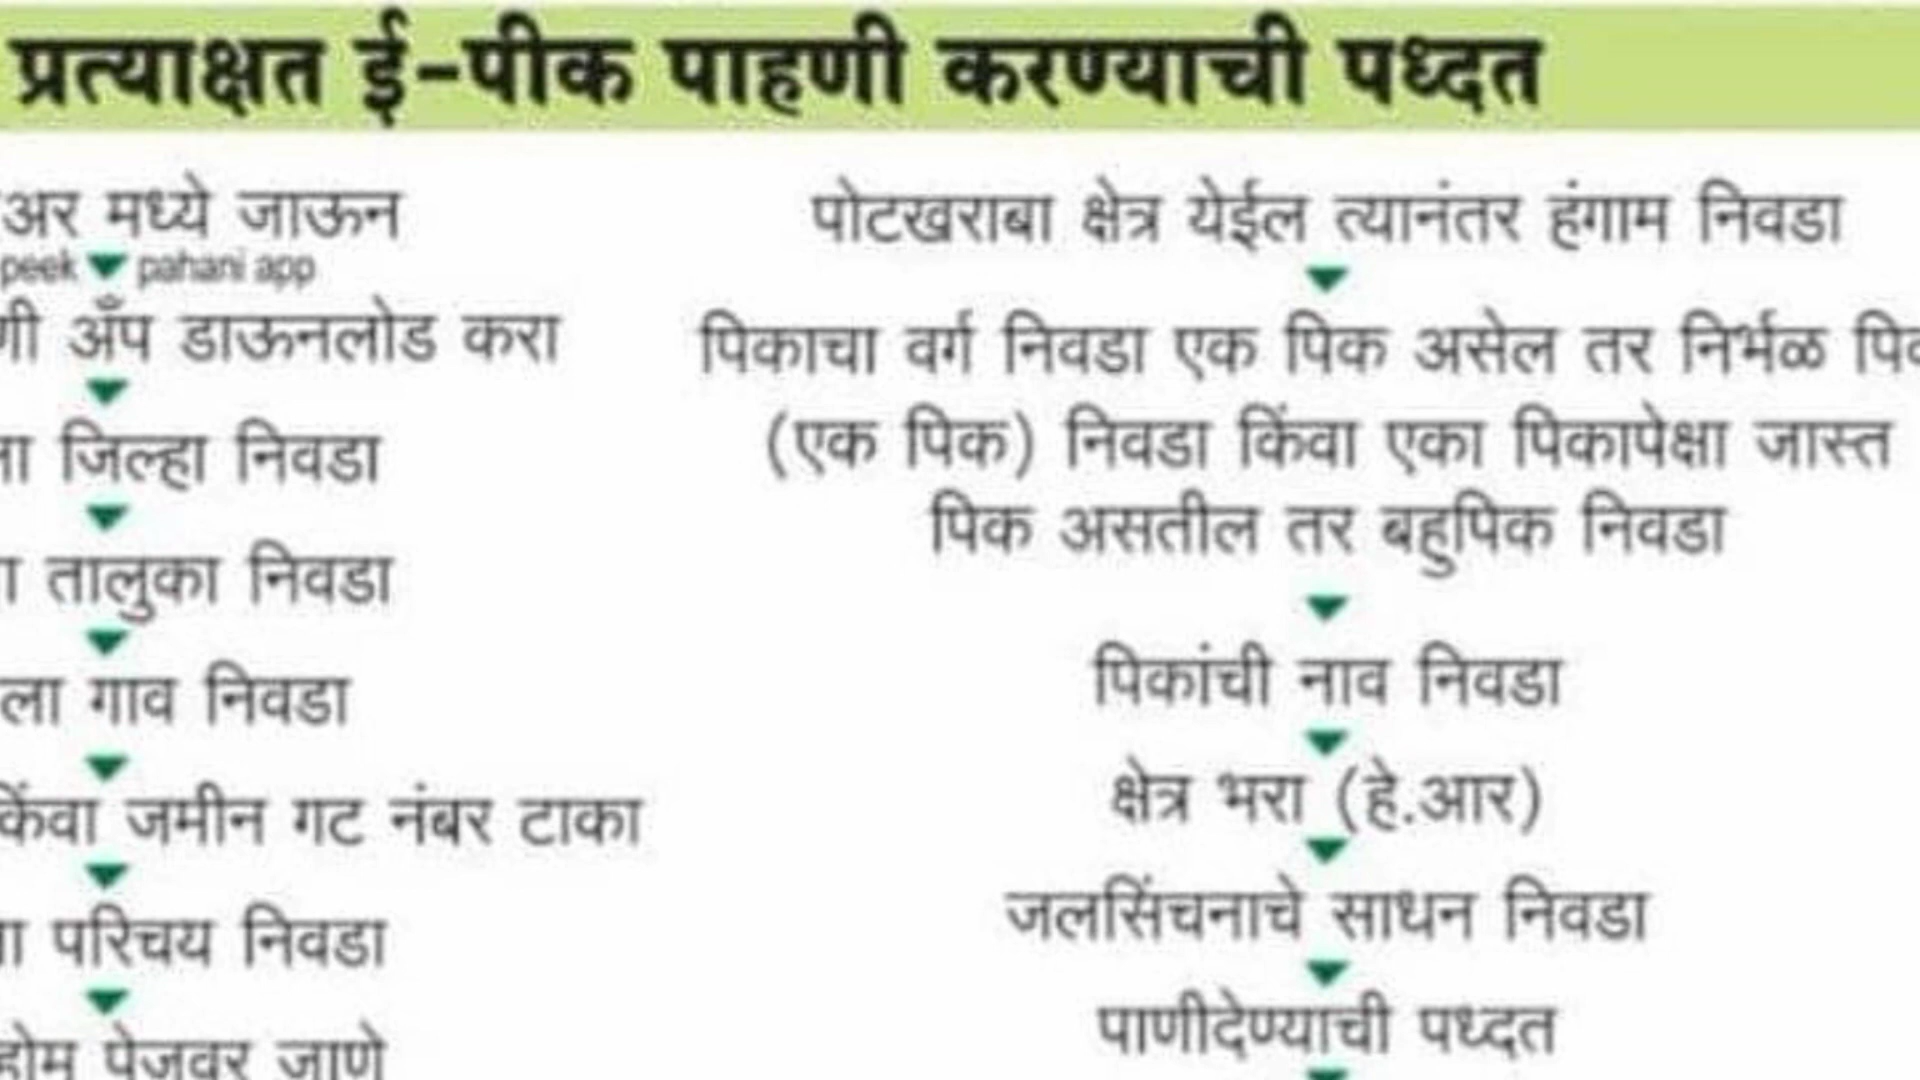 प्रत्याक्षत ई-पीक पाहणी करण्याची पध्दत
मध्ये जाऊन
peek pahani app
अँप डाऊनलोड करा
जिल्हा निवडा
तालुका निवडा
गाव निवडा
किंवा जमीन गट नंबर टाका
परिचय निवडा
होम पेजवर जाणे
पोटखराबा क्षेत्र येईल त्यानंतर हंगाम निवडा
पिकाचा वर्ग निवडा एक पिक असेल तर निर्भळ
(एक पिक) निवडा किंवा एका पिकापेक्षा जास्त
पिक असतील तर बहुपिक निवडा
पिकांची नाव निवडा
क्षेत्र भरा (हे.आर)
जलसिंचनाचे साधन निवडा
पाणीदेण्याची पध्दत